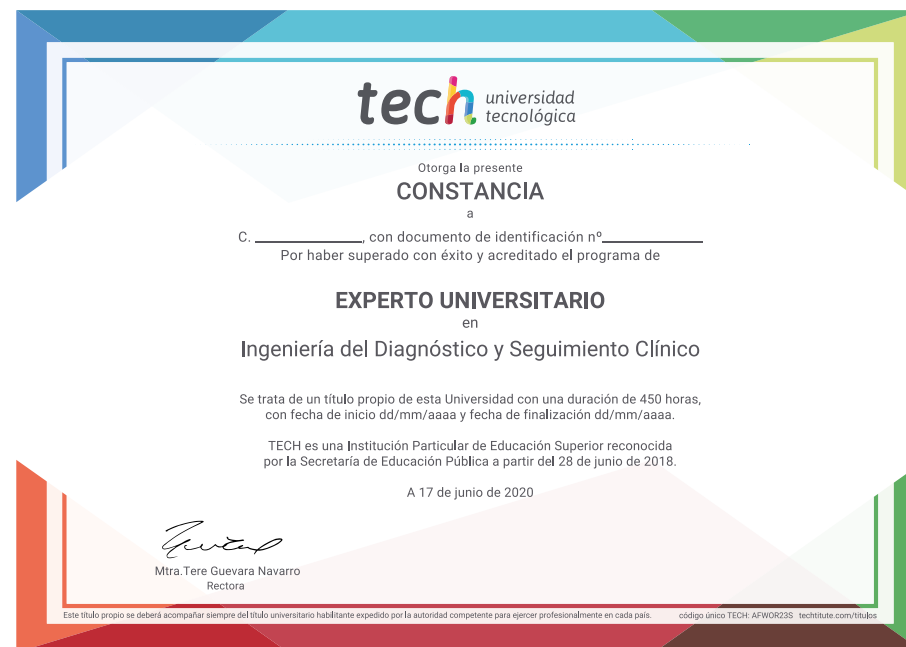 tech universidad
tecnológica
Otorga la presente
CONSTANCIA
a
C. ________________, con documento de identificación nº_______________
Por haber superado con éxito y acreditado el programa de
EXPERTO UNIVERSITARIO
en
Ingeniería del Diagnóstico y Seguimiento Clínico
Se trata de un título propio de esta Universidad con una duración de 450 horas,
con fecha de inicio dd/mm/aaaa y fecha de finalización dd/mm/aaaa.
TECH es una Institución Particular de Educación Superior reconocida
por la Secretaría de Educación Pública a partir del 28 de junio de 2018.
A 17 de junio de 2020
Mtra.Tere Guevara Navarro
Rectora
Este título propio se deberá acompañar siempre del título universitario habilitante expedido por la autoridad competente para ejercer profesionalmente en cada país. código único TECH: AFWOR23S techtitute.com/titulos